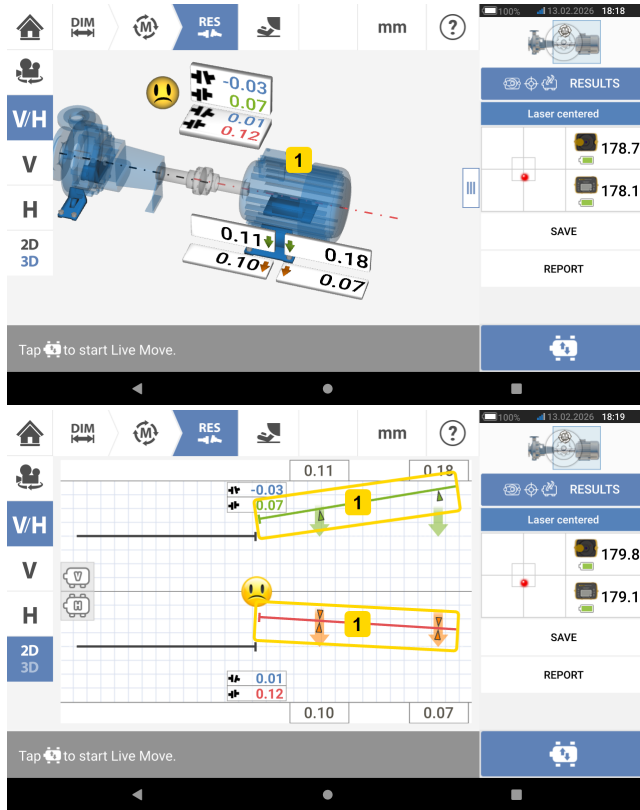 100% 13.02.2026 18:18
DIM
M
RES
mm
?
V/H
V
H
2D
3D
-0.03
0.07
0.01
0.12
1
0.11
0.18
0.10
0.07
RESULTS
Laser centered
178.7
178.1
SAVE
REPORT
Tap to start Live Move.
100% 13.02.2026 18:19
DIM
M
RES
mm
?
V/H
V
H
2D
3D
0.11 0.18
-0.03
0.07
1
V
H
1
0.01
0.12
0.10 0.07
RESULTS
Laser centered
179.8
179.1
SAVE
REPORT
Tap to start Live Move.